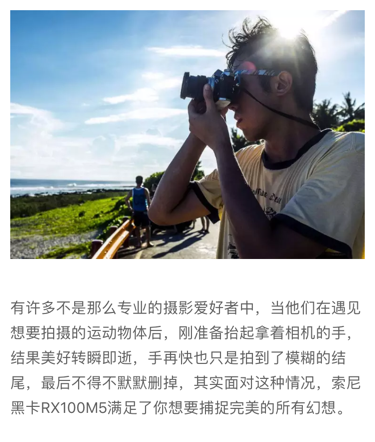 有许多不是那么专业的摄影爱好者中，当他们在遇见
想要拍摄的运动物体后，刚准备抬起拿着相机的手，
结果美好转瞬即逝，手再快也只是拍到了模糊的结
尾，最后不得不默默删掉，其实面对这种情况，索尼
黑卡RX100M5满足了你想要捕捉完美的所有幻想。